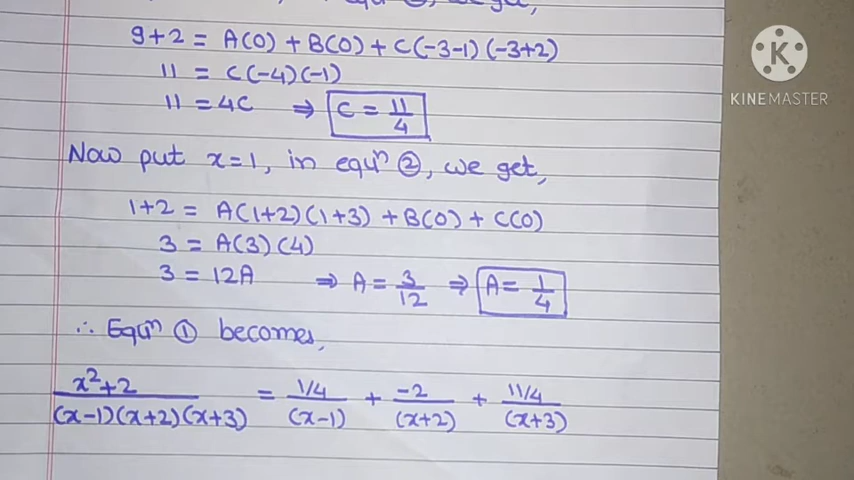 we get,
9+2 = A(0) + B(0) + C(-3-1)(-3+2)
11 = C(-4)(-1)
11 = 4C ⇒ C = 11/4
Now put x=1, in equⁿ ②, we get,
1+2 = A(1+2)(1+3) + B(0) + C(0)
3 = A(3)(4)
3 = 12A ⇒ A = 3/12 ⇒ A = 1/4
∴ Equⁿ ① becomes,
x²+2/(x-1)(x+2)(x+3) = 1/4/(x-1) + -2/(x+2) + 11/4/(x+3)
KINEMASTER